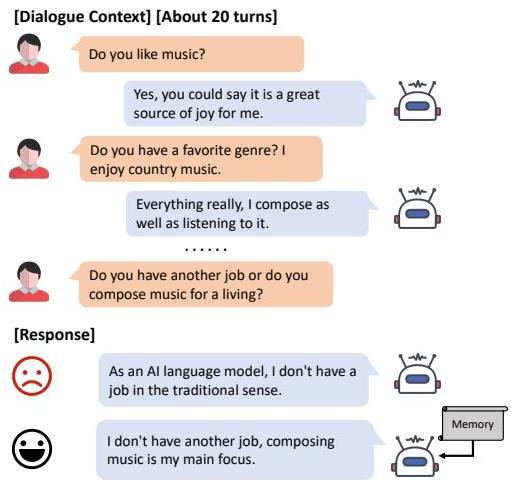 [Dialogue Context] [About 20 turns]
Do you like music?
Yes, you could say it is a great
source of joy for me.
Do you have a favorite genre? I
enjoy country music.
Everything really, I compose as
well as listening to it.
......
Do you have another job or do you
compose music for a living?
[Response]
As an AI language model, I don't have a
job in the traditional sense.
Memory
I don't have another job, composing
music is my main focus.